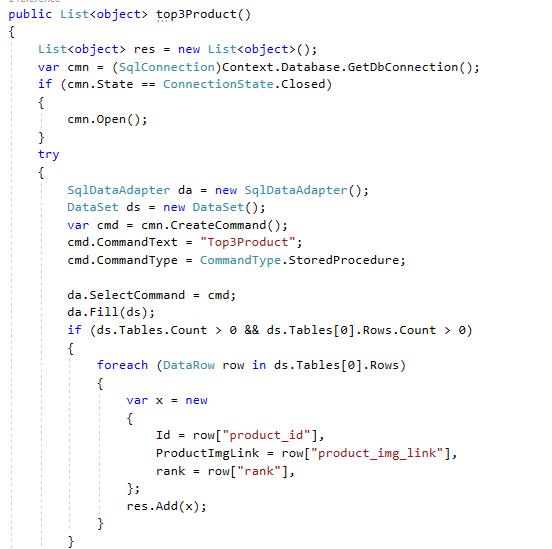 public List<object> top3Product()
{
List<object> res = new List<object>();
var cmn = (SqlConnection)Context.Database.GetDbConnection();
if (cmn.State == ConnectionState.Closed)
{
cmn.Open();
}
try
{
SqlDataAdapter da = new SqlDataAdapter();
DataSet ds = new DataSet();
var cmd = cmn.CreateCommand();
cmd.CommandText = "Top3Product";
cmd.CommandType = CommandType.StoredProcedure;
da.SelectCommand = cmd;
da.Fill(ds);
if (ds.Tables.Count > 0 && ds.Tables[0].Rows.Count > 0)
{
foreach (DataRow row in ds.Tables[0].Rows)
{
var x = new
{
Id = row["product_id"],
ProductImgLink = row["product_img_link"],
rank = row["rank"],
};
res.Add(x);
}
}